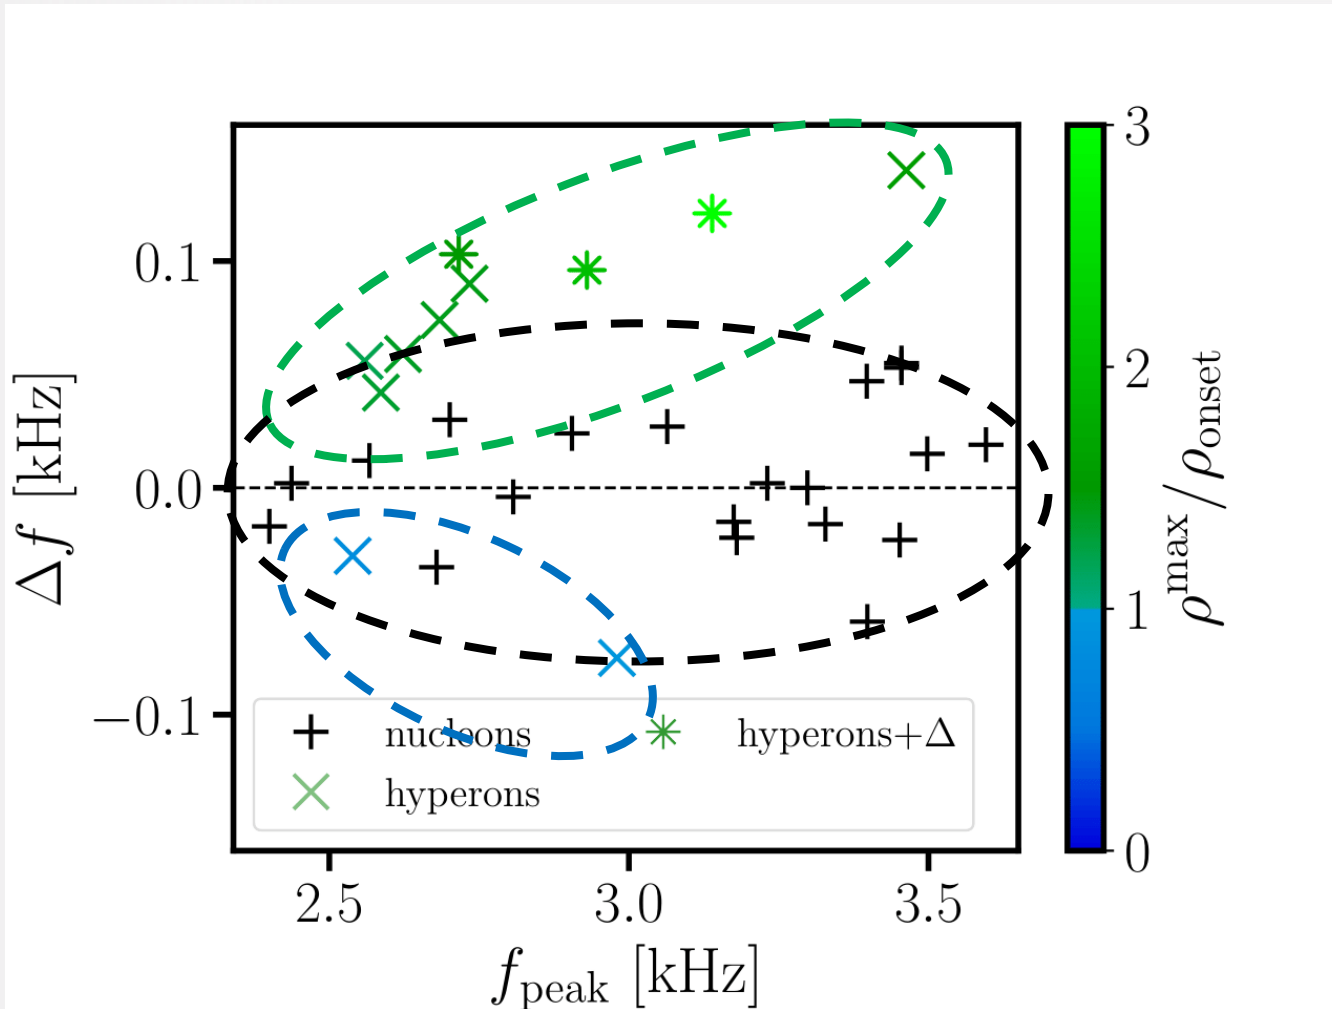 0.1
0.0
−0.1
Δf [kHz]
nucleons
hyperons+Δ
hyperons
2.5 3.0 3.5
f_peak [kHz]
3
2
1
0
ρ^max/ρ_onset